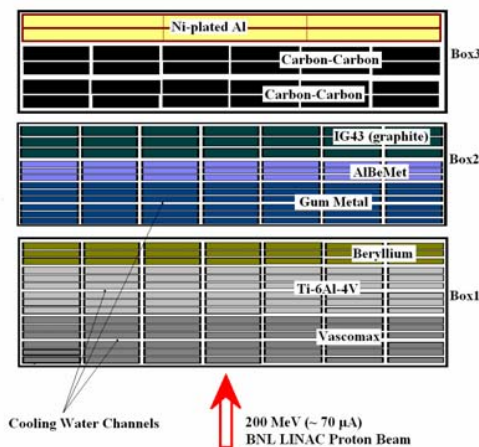 Ni-plated Al
Carbon-Carbon
Carbon-Carbon
Box3
IG43 (graphite)
AlBeMet
Gum Metal
Box2
Beryllium
Ti-6Al-4V
Vascomax
Box1
Cooling Water Channels
200 MeV (~ 70 µA)
BNL LINAC Proton Beam